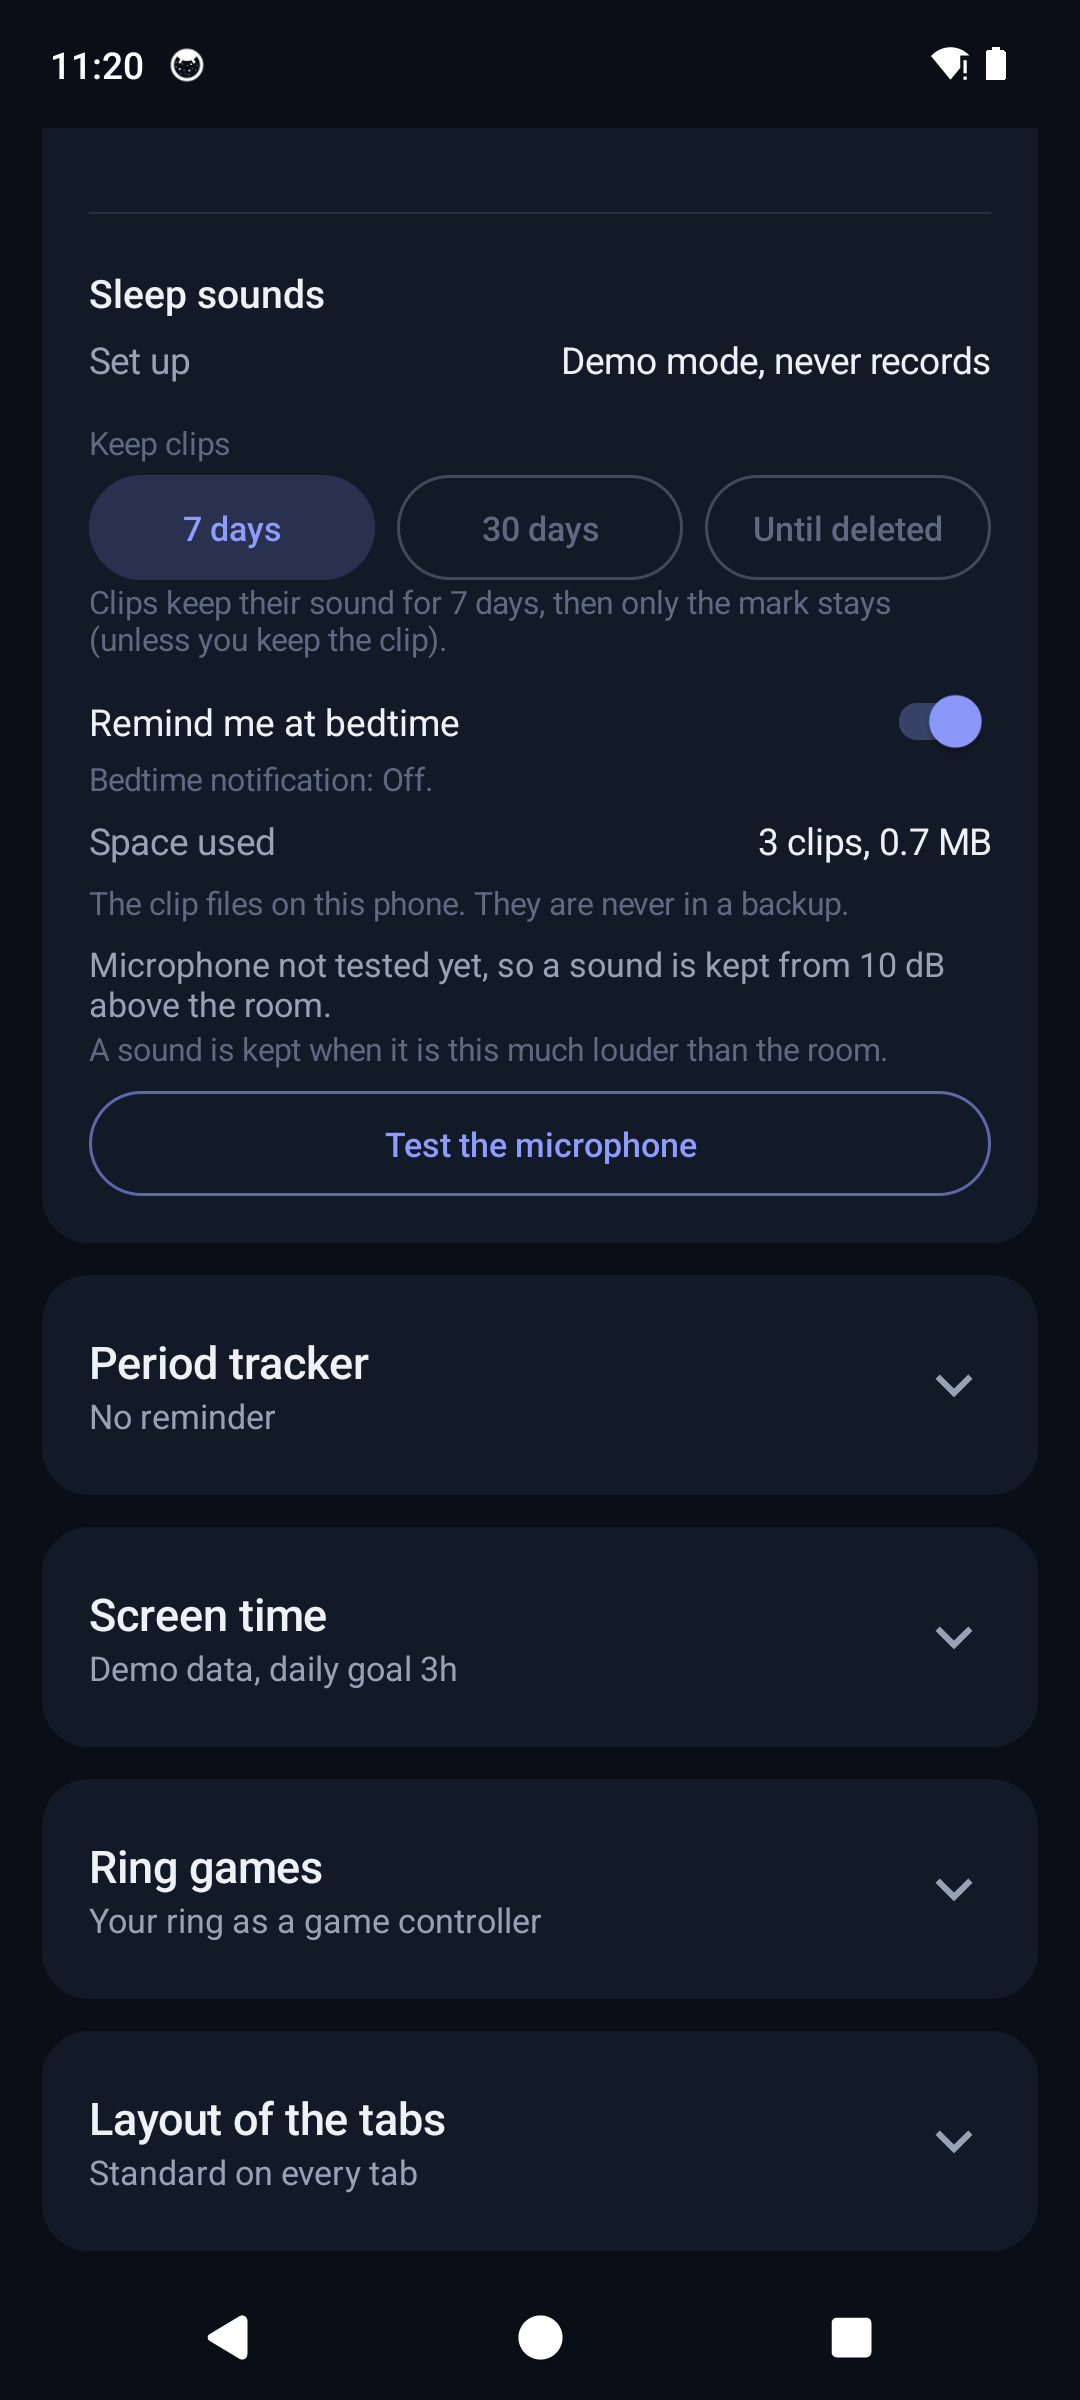 11:20
Sleep sounds
Set up
Demo mode, never records
Keep clips
7 days
30 days
Until deleted
Clips keep their sound for 7 days, then only the mark stays
(unless you keep the clip).
Remind me at bedtime
Bedtime notification: Off.
Space used
3 clips, 0.7 MB
The clip files on this phone. They are never in a backup.
Microphone not tested yet, so a sound is kept from 10 dB
above the room.
A sound is kept when it is this much louder than the room.
Test the microphone
Period tracker
No reminder
Screen time
Demo data, daily goal 3h
Ring games
Your ring as a game controller
Layout of the tabs
Standard on every tab